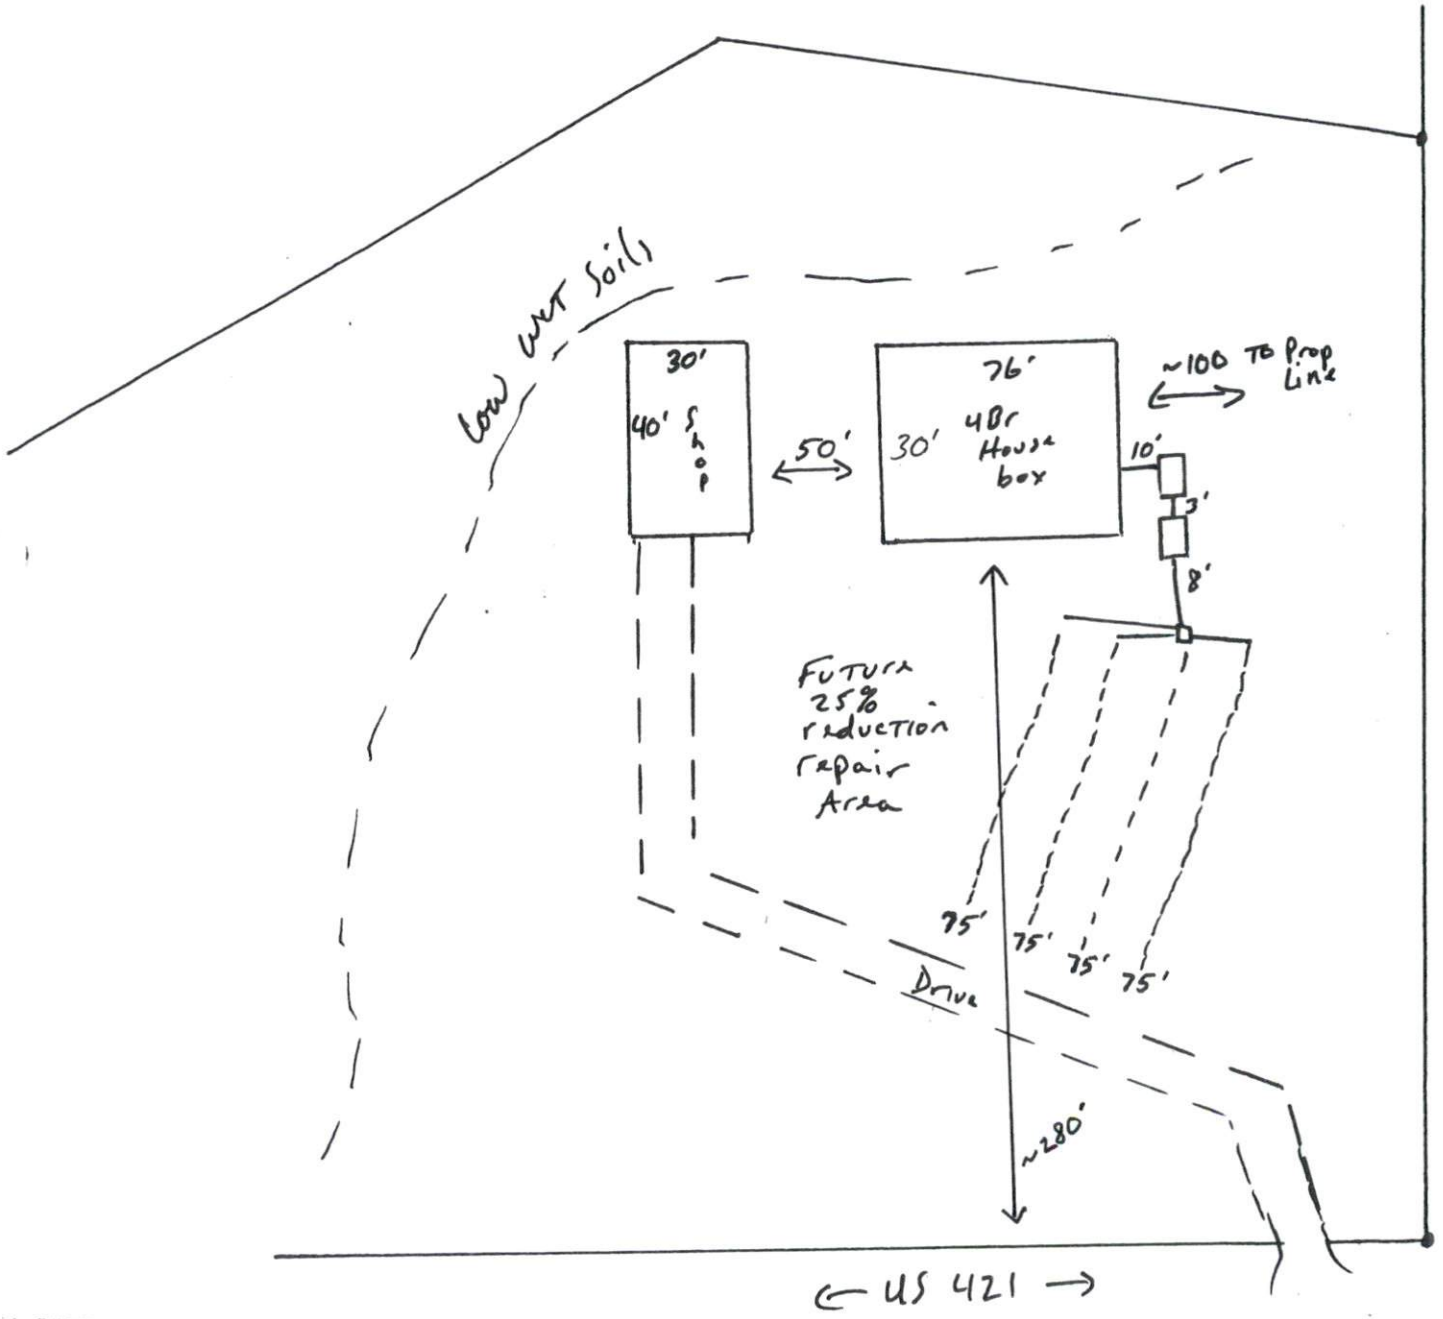 Low wet Soils
30'
40'
Shop
50'
76'
30'
4Br
House
box
~100 To Prop
Line
10'
3'
8'
Future
25%
reduction
repair
Area
75'
75'
75'
75'
Drive
~280'
← US 421 →